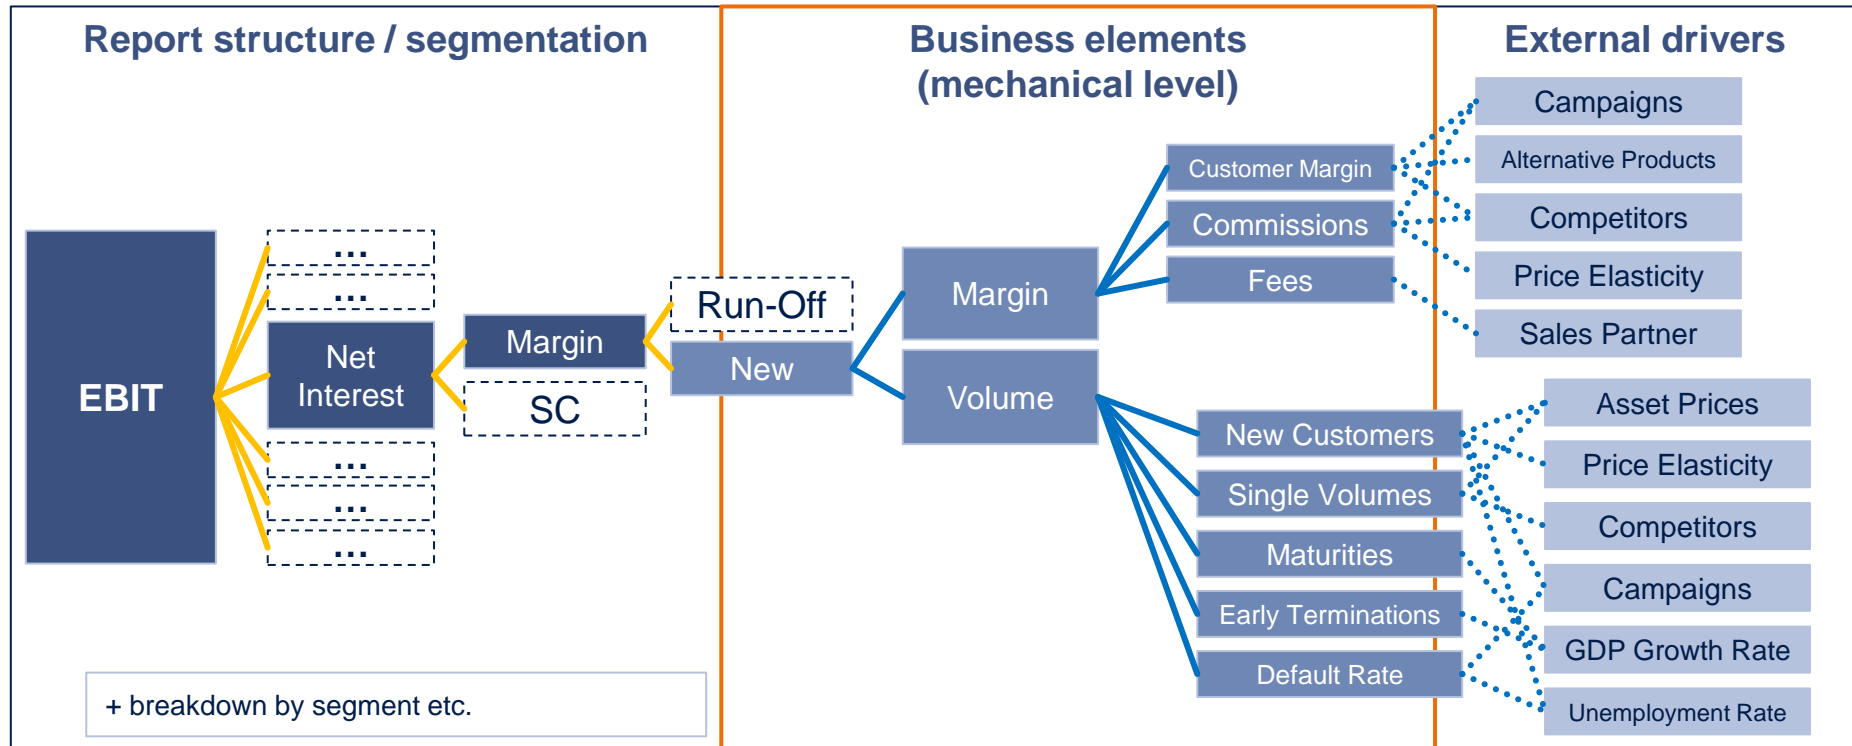 Report structure / segmentation
Business elements
(mechanical level)
External drivers
EBIT
...
...
Net
Interest
...
...
...
Margin
SC
Run-Off
New
Margin
Volume
Customer Margin
Commissions
Fees
New Customers
Single Volumes
Maturities
Early Terminations
Default Rate
Campaigns
Alternative Products
Competitors
Price Elasticity
Sales Partner
Asset Prices
Price Elasticity
Competitors
Campaigns
GDP Growth Rate
Unemployment Rate
+ breakdown by segment etc.